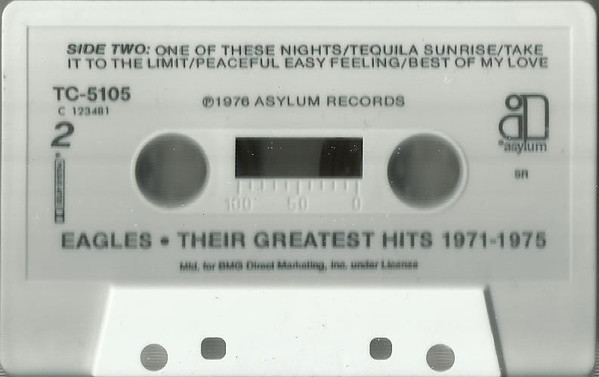 SIDE TWO: ONE OF THESE NIGHTS/TEQUILA SUNRISE/TAKE
IT TO THE LIMIT/PEACEFUL EASY FEELING/BEST OF MY LOVE
TC-5105
C 123481
℗1976 ASYLUM RECORDS
2
asylum
SR
100 50 0
EAGLES • THEIR GREATEST HITS 1971-1975
Mfd. for BMG Direct Marketing, Inc. under License